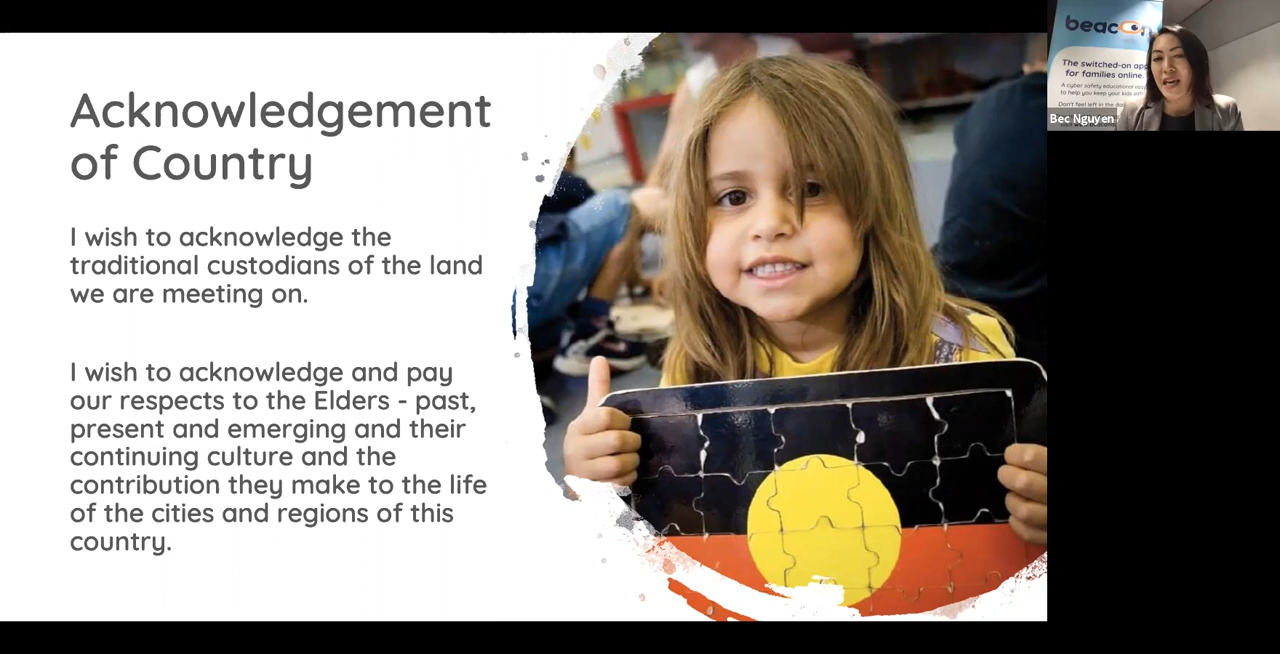 Acknowledgement
of Country
I wish to acknowledge the
traditional custodians of the land
we are meeting on.
I wish to acknowledge and pay
our respects to the Elders - past,
present and emerging and their
continuing culture and the
contribution they make to the life
of the cities and regions of this
country.
beacon
The switched-on app
for families online.
A cyber safety educational app
to help you keep your kids
Don't feel left in the
Bec Nguyen